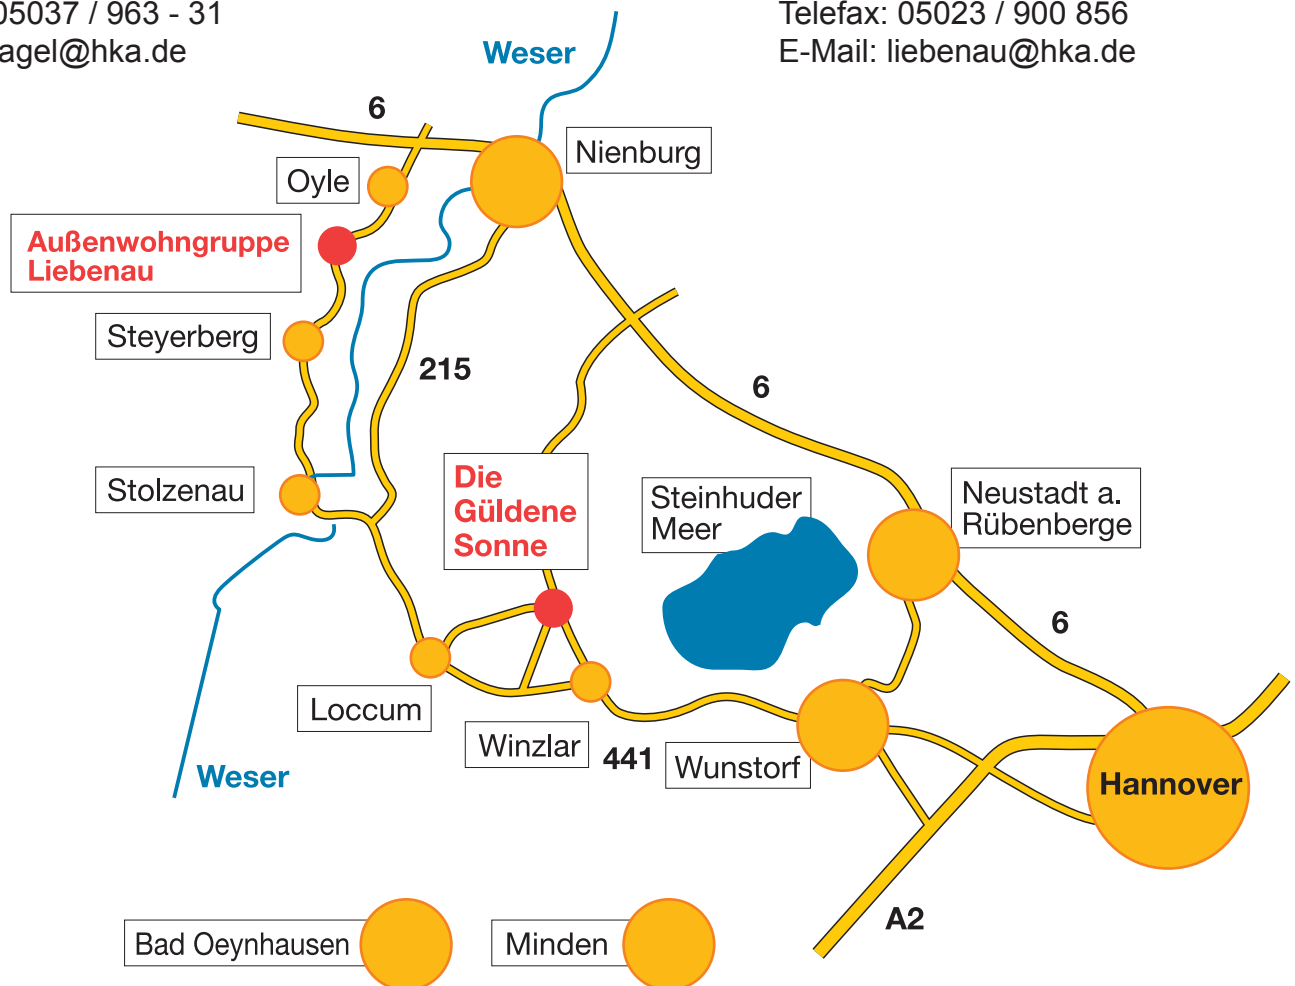 05037 / 963 - 31
agel@hka.de
Telefax: 05023 / 900 856
E-Mail: liebenau@hka.de
Weser
6
Nienburg
Oyle
Außenwohngruppe
Liebenau
Steyerberg
215
6
Die
Güldene
Sonne
Stolzenau
Steinhuder
Meer
Neustadt a.
Rübenberge
6
Loccum
Winzlar
441
Wunstorf
Weser
Hannover
A2
Bad Oeynhausen
Minden